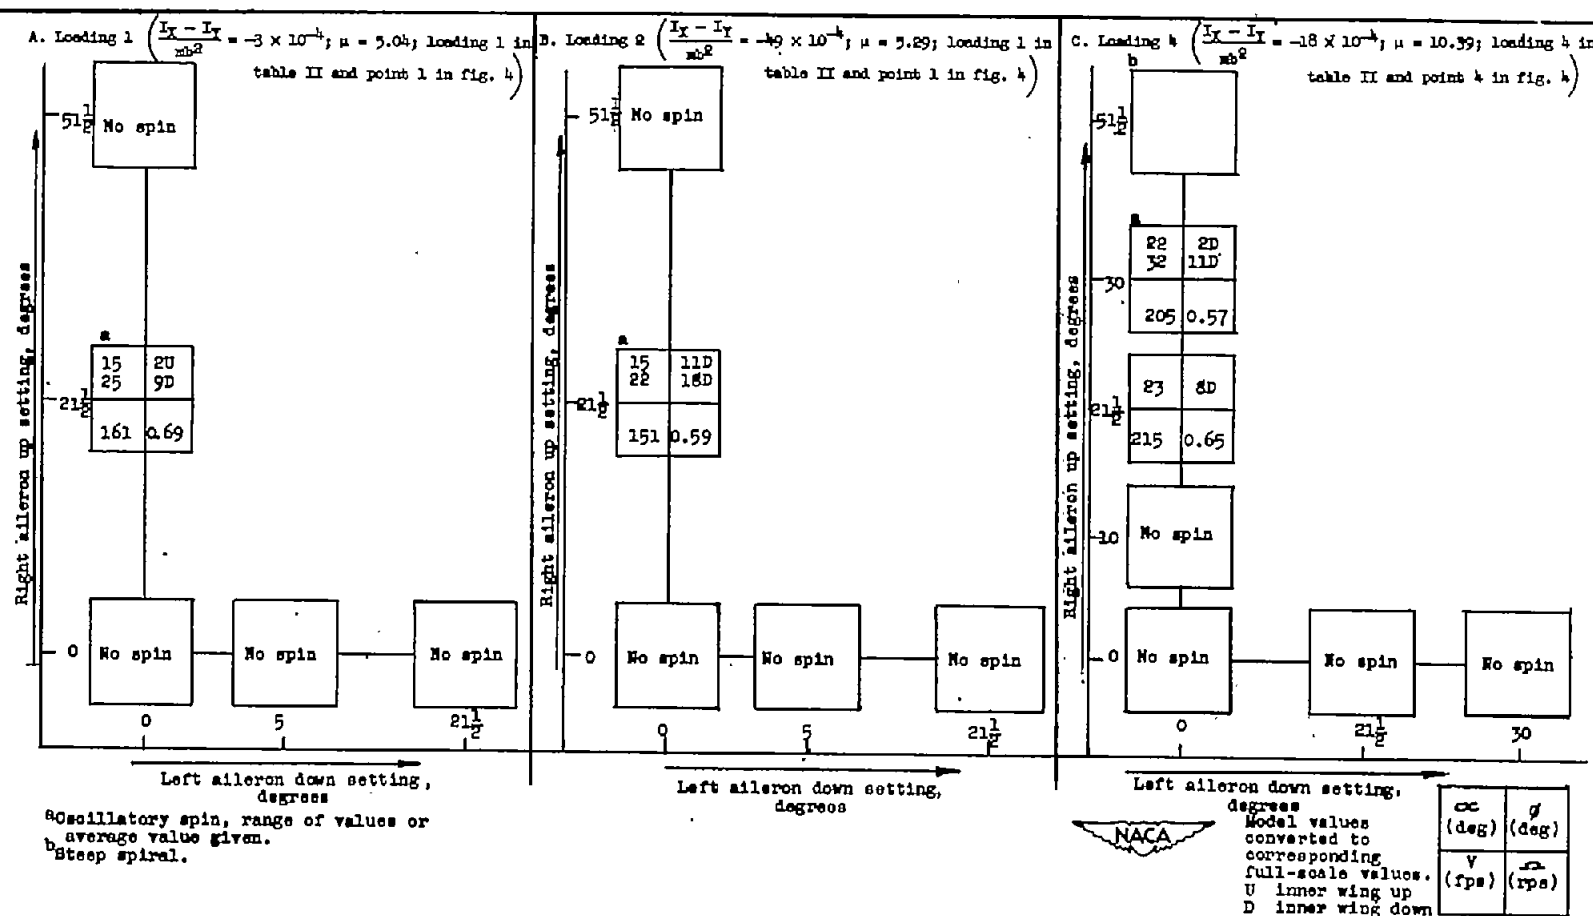 A. Loading 1 (I_X − I_Y / mb² = −3 × 10⁻⁴; μ = 5.04; loading 1 in
table II and point 1 in fig. 4)
51½
No spin
a
15 2U
25 9D
21½
161 0.69
0
No spin No spin No spin
0 5 21½
Right aileron up setting, degrees
Left aileron down setting,
degrees
B. Loading 2 (I_X − I_Y / mb² = −49 × 10⁻⁴; μ = 5.29; loading 1 in
table II and point 1 in fig. 4)
51½
No spin
a
15 11D
22 18D
21½
151 0.59
0
No spin No spin No spin
0 5 21½
Right aileron up setting, degrees
Left aileron down setting,
degrees
C. Loading 4 (I_X − I_Y / mb² = −18 × 10⁻⁴; μ = 10.39; loading 4 in
table II and point 4 in fig. 4)
b
51½
a
22 2D
32 11D
30
205 0.57
23 8D
21½
215 0.65
10
No spin
0
No spin No spin No spin
0 21½ 30
Right aileron up setting, degrees
Left aileron down setting,
degrees
ᵃOscillatory spin, range of values or
average value given.
ᵇSteep spiral.
NACA
Model values
converted to
corresponding
full-scale values.
U inner wing up
D inner wing down
α ø
(deg) (deg)
V Ω
(fps) (rps)